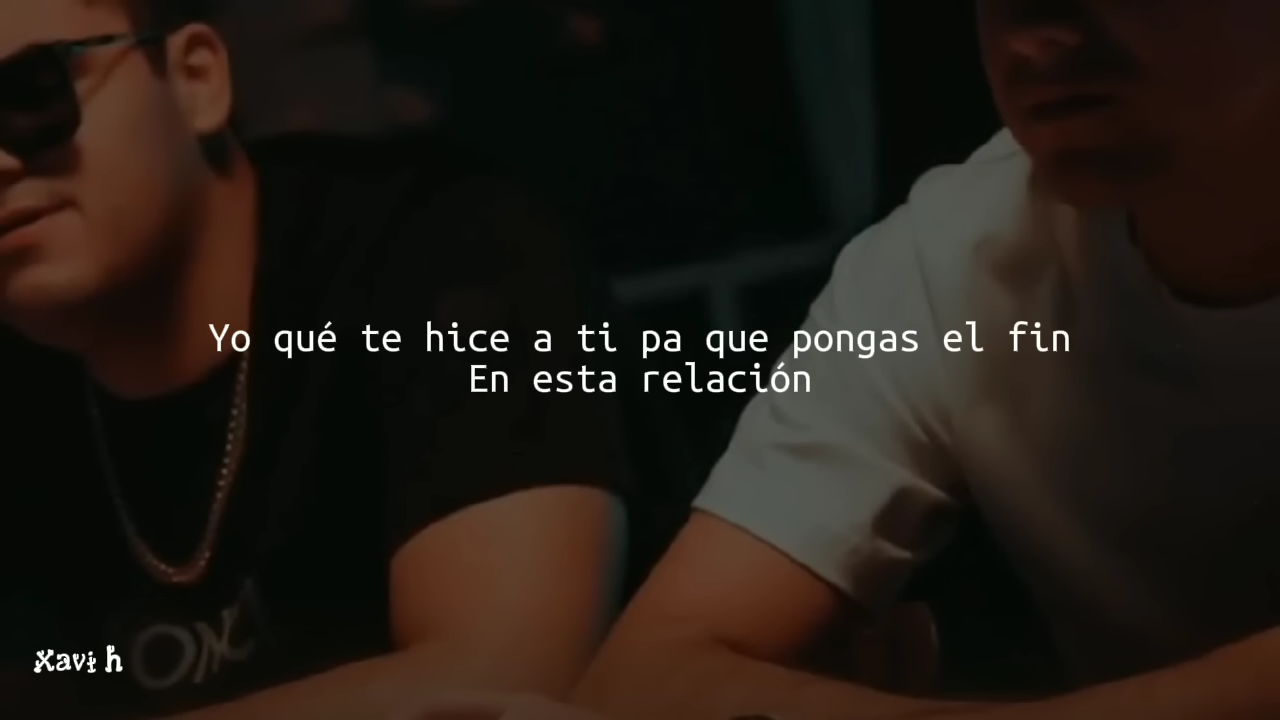 Yo qué te hice a ti pa que pongas el fin
En esta relación
Xavi h